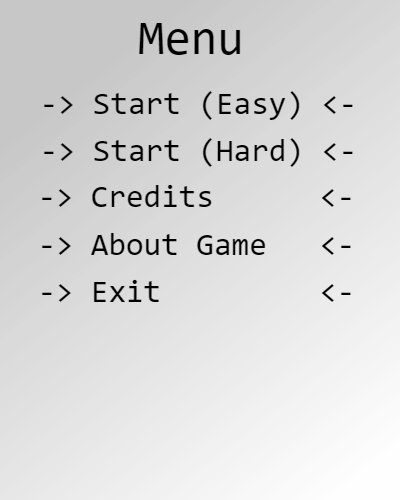 Menu
-> Start (Easy) <-
-> Start (Hard) <-
-> Credits      <-
-> About Game   <-
-> Exit         <-